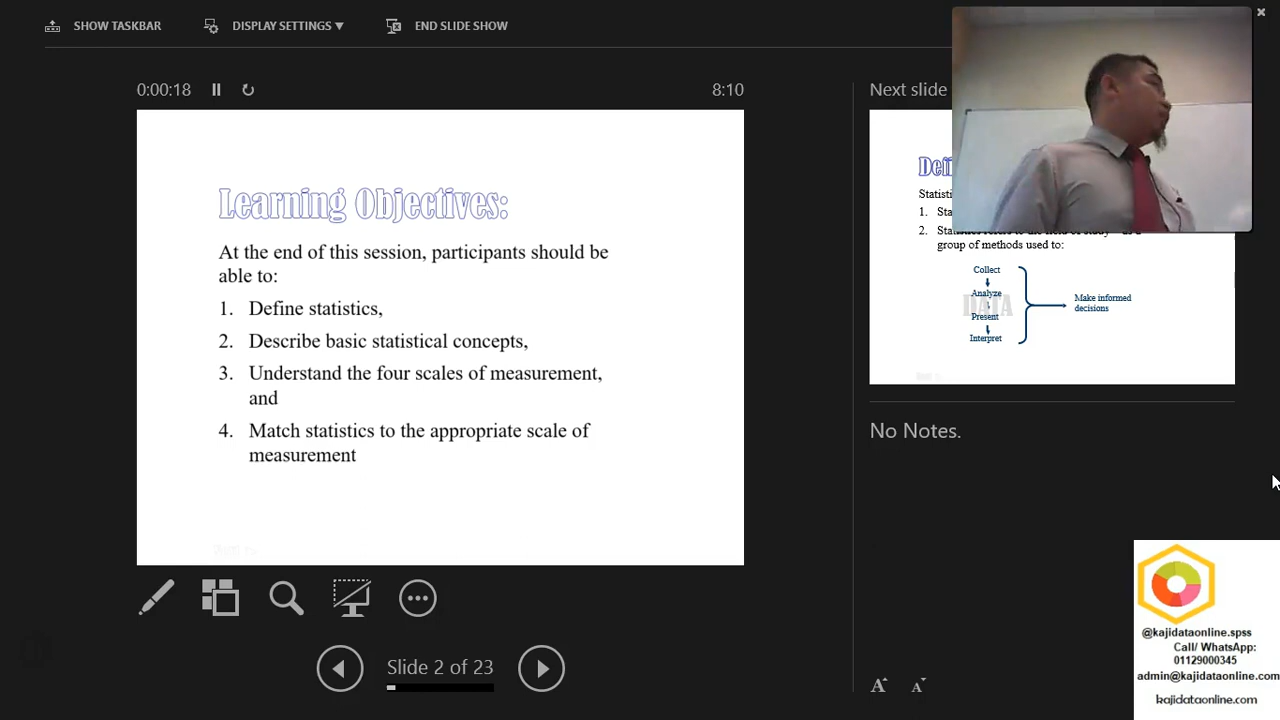 SHOW TASKBAR
DISPLAY SETTINGS
END SLIDE SHOW
0:00:18
8:10
Learning Objectives:
At the end of this session, participants should be
able to:
1. Define statistics,
2. Describe basic statistical concepts,
3. Understand the four scales of measurement,
and
4. Match statistics to the appropriate scale of
measurement
Slide 2 of 23
Next slide
1.
2.
group of methods used to:
Collect
Analyze
DATA
Present
Interpret
Make informed
decisions
No Notes.
A A
@kajidataonline.spss
Call/ WhatsApp:
01129000345
admin@kajidataonline.com
kajidataonline.com